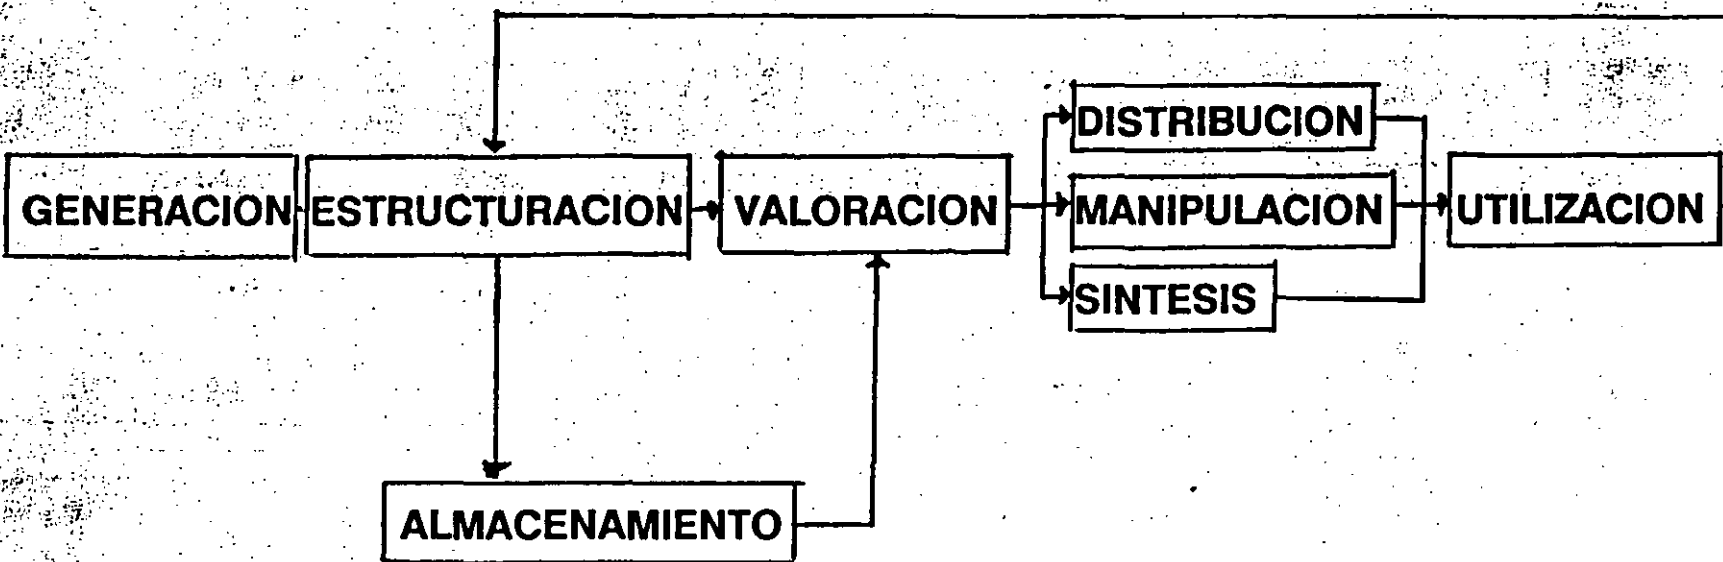 DISTRIBUCION
GENERACION ESTRUCTURACION VALORACION MANIPULACION UTILIZACION
SINTESIS
ALMACENAMIENTO